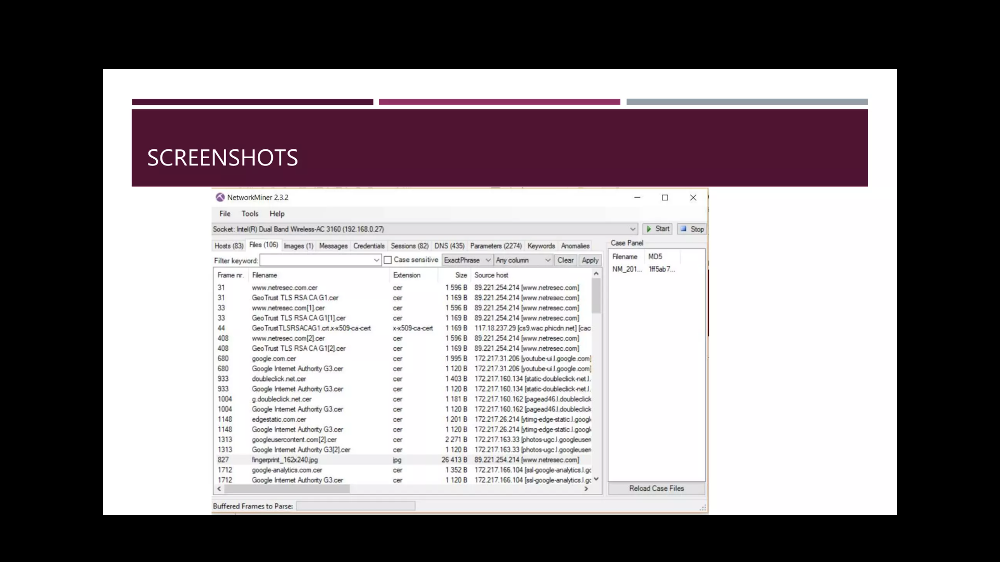 SCREENSHOTS
NetworkMiner 2.3.2
File Tools Help
Socket: Intel(R) Dual Band Wireless-AC 3160 (192.168.0.27) Start Stop
Hosts (83) Files (106) Images (1) Messages Credentials Sessions (82) DNS (435) Parameters (2274) Keywords Anomalies
Filter keyword: Case sensitive ExactPhrase Any column Clear Apply
Frame nr. Filename Extension Size Source host
31 www.netresec.com.cer cer 1 596 B 89.221.254.214 [www.netresec.com]
31 GeoTrust TLS RSA CA G1.cer cer 1 169 B 89.221.254.214 [www.netresec.com]
33 www.netresec.com[1].cer cer 1 596 B 89.221.254.214 [www.netresec.com]
33 GeoTrust TLS RSA CA G1[1].cer cer 1 169 B 89.221.254.214 [www.netresec.com]
44 GeoTrustTLSRSACAG1.crt.x-x509-ca-cert x-x509-ca-cert 1 169 B 117.18.237.29 [cs9.wac.phicdn.net] [cac
408 www.netresec.com[2].cer cer 1 596 B 89.221.254.214 [www.netresec.com]
408 GeoTrust TLS RSA CA G1[2].cer cer 1 169 B 89.221.254.214 [www.netresec.com]
680 google.com.cer cer 1 995 B 172.217.31.206 [youtube-ui.l.google.com]
680 Google Internet Authority G3.cer cer 1 120 B 172.217.31.206 [youtube-ui.l.google.com]
933 doubleclick.net.cer cer 1 403 B 172.217.160.134 [static-doubleclick-net.l.
933 Google Internet Authority G3.cer cer 1 120 B 172.217.160.134 [static-doubleclick-net.l.
1004 g.doubleclick.net.cer cer 1 181 B 172.217.160.162 [pagead46.l.doubleclick
1004 Google Internet Authority G3.cer cer 1 120 B 172.217.160.162 [pagead46.l.doubleclick
1148 edgestatic.com.cer cer 1 201 B 172.217.26.214 [ytimg-edge-static.l.googl
1148 Google Internet Authority G3.cer cer 1 120 B 172.217.26.214 [ytimg-edge-static.l.googl
1313 googleusercontent.com[2].cer cer 2 271 B 172.217.163.33 [photos-ugc.l.googleuser
1313 Google Internet Authority G3[2].cer cer 1 120 B 172.217.163.33 [photos-ugc.l.googleuser
827 fingerprint_162x240.jpg jpg 26 413 B 89.221.254.214 [www.netresec.com]
1712 google-analytics.com.cer cer 1 352 B 172.217.166.104 [ssl-google-analytics.l.go
1712 Google Internet Authority G3.cer cer 1 120 B 172.217.166.104 [ssl-google-analytics.l.go
Buffered Frames to Parse:
Case Panel
Filename MD5
NM_201... 1ff5ab7...
Reload Case Files